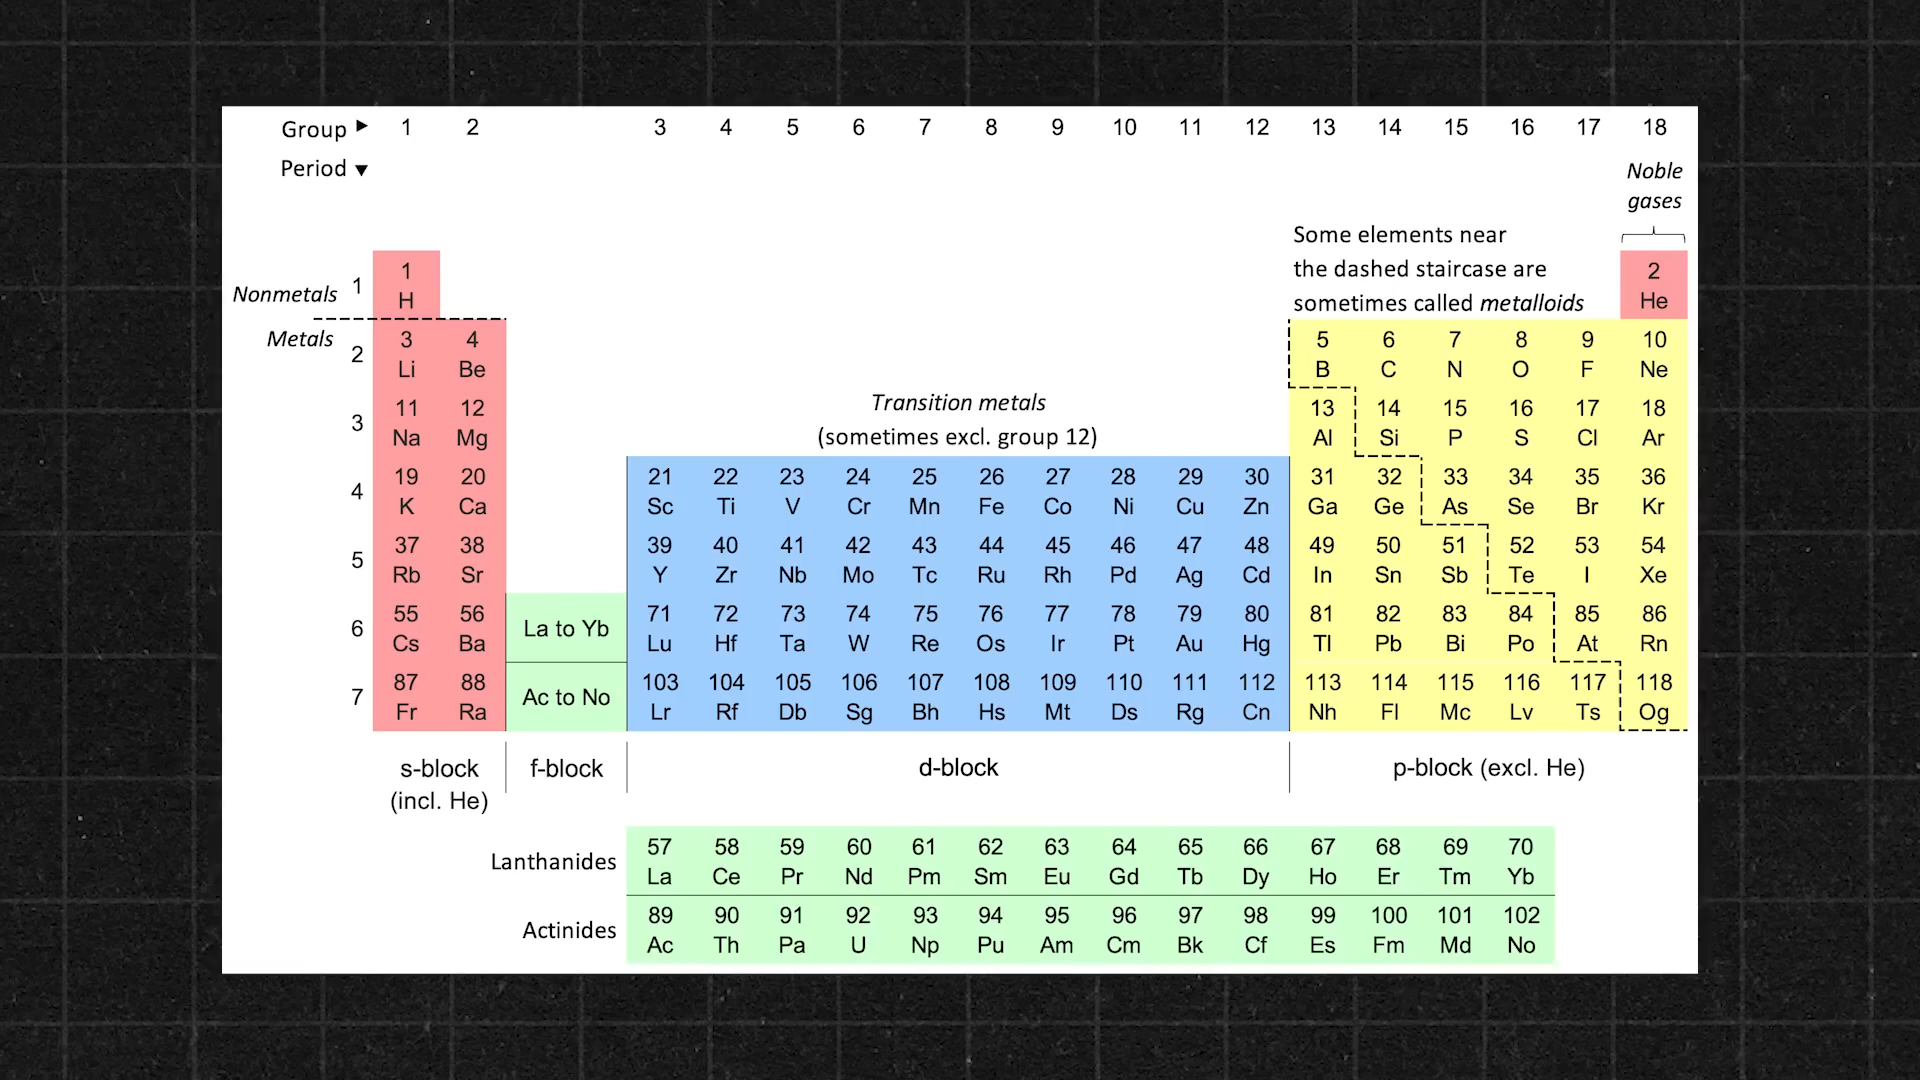 Group ▶ 1 2 3 4 5 6 7 8 9 10 11 12 13 14 15 16 17 18
Period ▼
Noble
gases
Some elements near
the dashed staircase are
sometimes called metalloids
Nonmetals
Metals
1
1 2
H He
2
3 4 5 6 7 8 9 10
Li Be B C N O F Ne
Transition metals
(sometimes excl. group 12)
3
11 12 13 14 15 16 17 18
Na Mg Al Si P S Cl Ar
4
19 20 21 22 23 24 25 26 27 28 29 30 31 32 33 34 35 36
K Ca Sc Ti V Cr Mn Fe Co Ni Cu Zn Ga Ge As Se Br Kr
5
37 38 39 40 41 42 43 44 45 46 47 48 49 50 51 52 53 54
Rb Sr Y Zr Nb Mo Tc Ru Rh Pd Ag Cd In Sn Sb Te I Xe
6
55 56 71 72 73 74 75 76 77 78 79 80 81 82 83 84 85 86
La to Yb
Cs Ba Lu Hf Ta W Re Os Ir Pt Au Hg Tl Pb Bi Po At Rn
7
87 88 103 104 105 106 107 108 109 110 111 112 113 114 115 116 117 118
Ac to No
Fr Ra Lr Rf Db Sg Bh Hs Mt Ds Rg Cn Nh Fl Mc Lv Ts Og
s-block f-block d-block p-block (excl. He)
(incl. He)
Lanthanides
57 58 59 60 61 62 63 64 65 66 67 68 69 70
La Ce Pr Nd Pm Sm Eu Gd Tb Dy Ho Er Tm Yb
Actinides
89 90 91 92 93 94 95 96 97 98 99 100 101 102
Ac Th Pa U Np Pu Am Cm Bk Cf Es Fm Md No